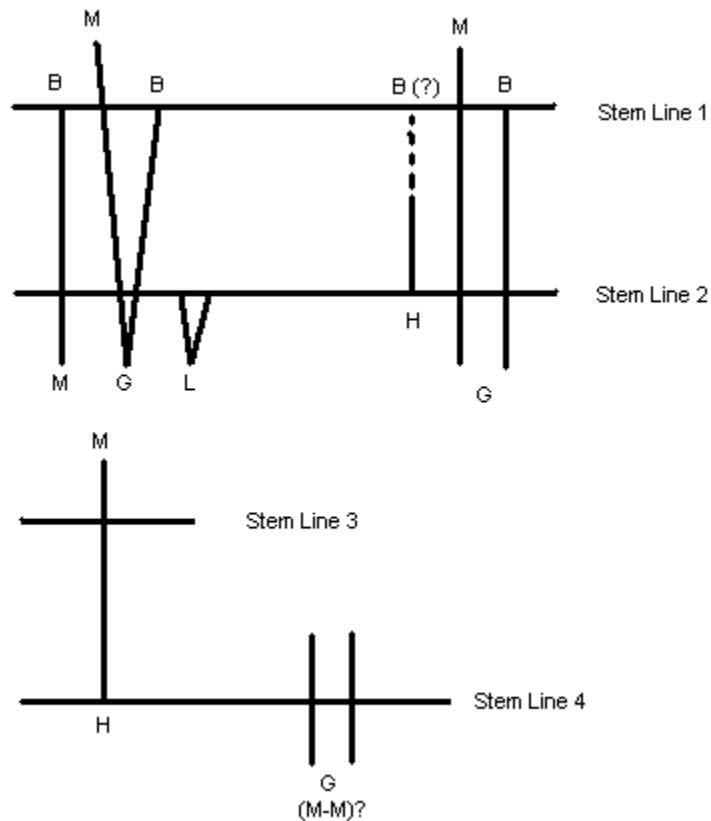 M M
B B B (?) B
Stem Line 1
Stem Line 2
H
M G L G
M
Stem Line 3
Stem Line 4
H
G
(M-M)?